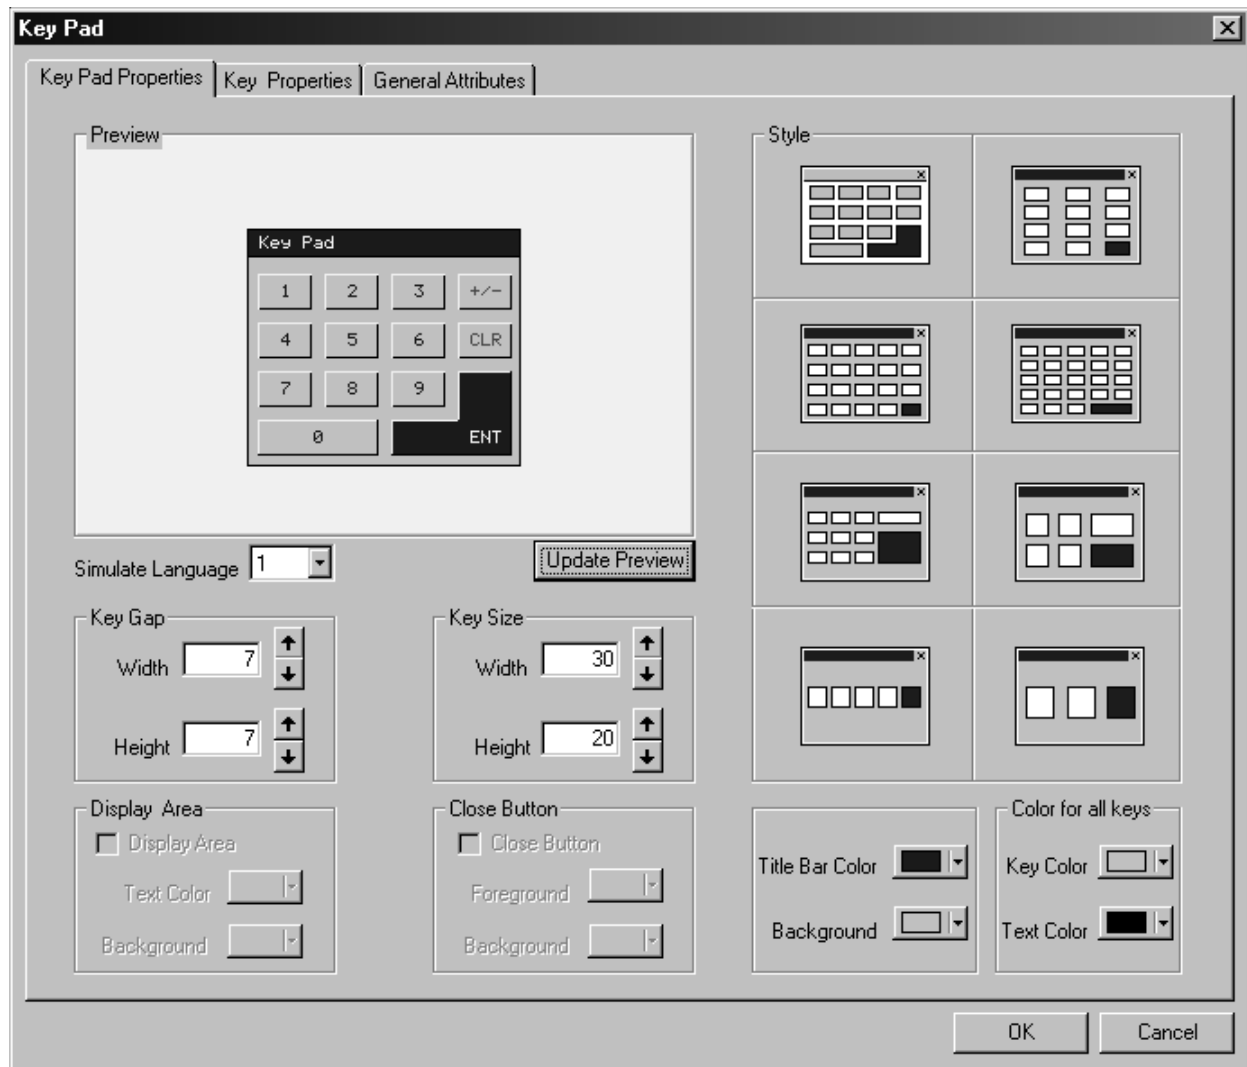 Key Pad
Key Pad Properties
Key Properties
General Attributes
Preview
Key Pad
1 2 3 +/-
4 5 6 CLR
7 8 9
0 ENT
Simulate Language 1
Update Preview
Style
Key Gap
Width 7
Height 7
Key Size
Width 30
Height 20
Display Area
Display Area
Text Color
Background
Close Button
Close Button
Foreground
Background
Title Bar Color
Background
Color for all keys
Key Color
Text Color
OK
Cancel